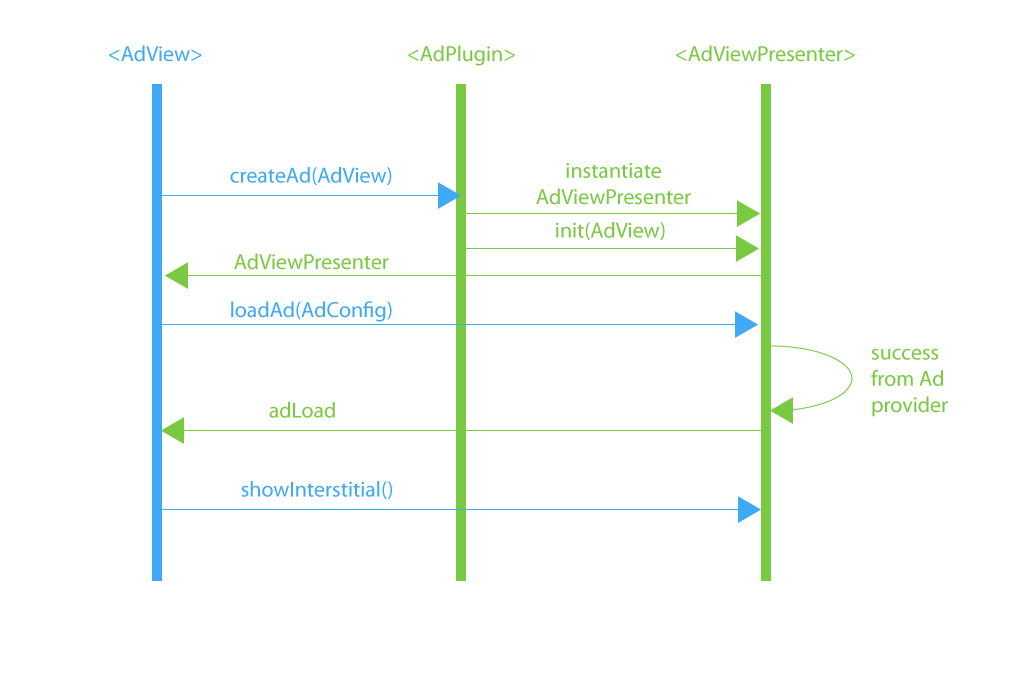 <AdView>
<AdPlugin>
<AdViewPresenter>
createAd(AdView)
instantiate
AdViewPresenter
init(AdView)
AdViewPresenter
loadAd(AdConfig)
success
from Ad
provider
adLoad
showInterstitial()